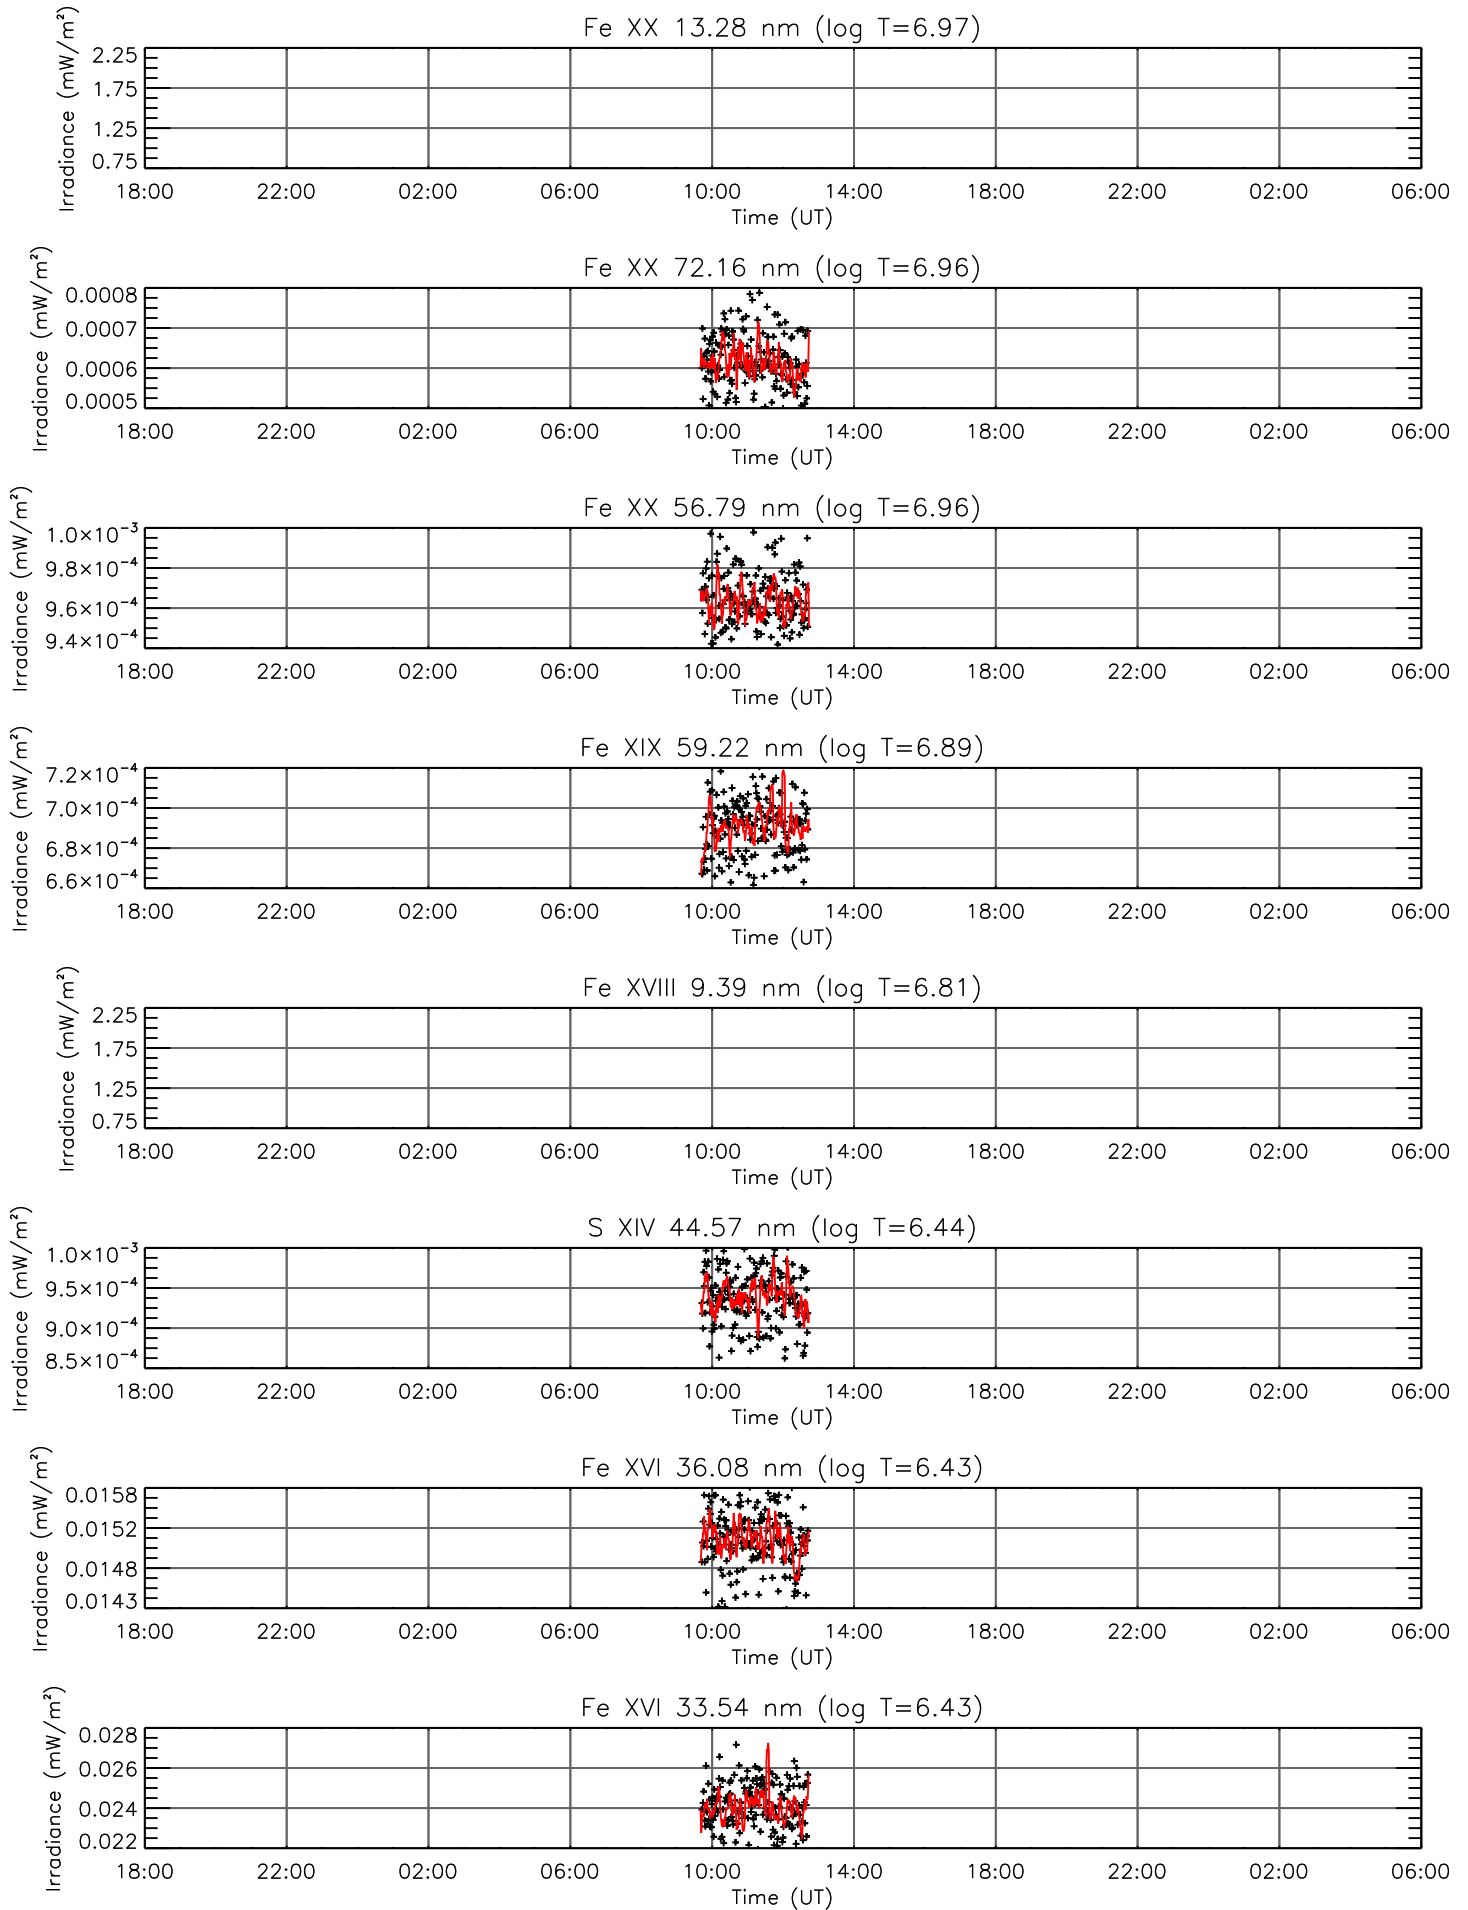 Fe XX 13.28 nm (log T=6.97)
Irradiance (mW/m²)
2.25
1.75
1.25
0.75
18:00 22:00 02:00 06:00 10:00 14:00 18:00 22:00 02:00 06:00
Time (UT)
Fe XX 72.16 nm (log T=6.96)
Irradiance (mW/m²)
0.0008
0.0007
0.0006
0.0005
18:00 22:00 02:00 06:00 10:00 14:00 18:00 22:00 02:00 06:00
Time (UT)
Fe XX 56.79 nm (log T=6.96)
Irradiance (mW/m²)
1.0×10⁻³
9.8×10⁻⁴
9.6×10⁻⁴
9.4×10⁻⁴
18:00 22:00 02:00 06:00 10:00 14:00 18:00 22:00 02:00 06:00
Time (UT)
Fe XIX 59.22 nm (log T=6.89)
Irradiance (mW/m²)
7.2×10⁻⁴
7.0×10⁻⁴
6.8×10⁻⁴
6.6×10⁻⁴
18:00 22:00 02:00 06:00 10:00 14:00 18:00 22:00 02:00 06:00
Time (UT)
Fe XVIII 9.39 nm (log T=6.81)
Irradiance (mW/m²)
2.25
1.75
1.25
0.75
18:00 22:00 02:00 06:00 10:00 14:00 18:00 22:00 02:00 06:00
Time (UT)
S XIV 44.57 nm (log T=6.44)
Irradiance (mW/m²)
1.0×10⁻³
9.5×10⁻⁴
9.0×10⁻⁴
8.5×10⁻⁴
18:00 22:00 02:00 06:00 10:00 14:00 18:00 22:00 02:00 06:00
Time (UT)
Fe XVI 36.08 nm (log T=6.43)
Irradiance (mW/m²)
0.0158
0.0152
0.0148
0.0143
18:00 22:00 02:00 06:00 10:00 14:00 18:00 22:00 02:00 06:00
Time (UT)
Fe XVI 33.54 nm (log T=6.43)
Irradiance (mW/m²)
0.028
0.026
0.024
0.022
18:00 22:00 02:00 06:00 10:00 14:00 18:00 22:00 02:00 06:00
Time (UT)